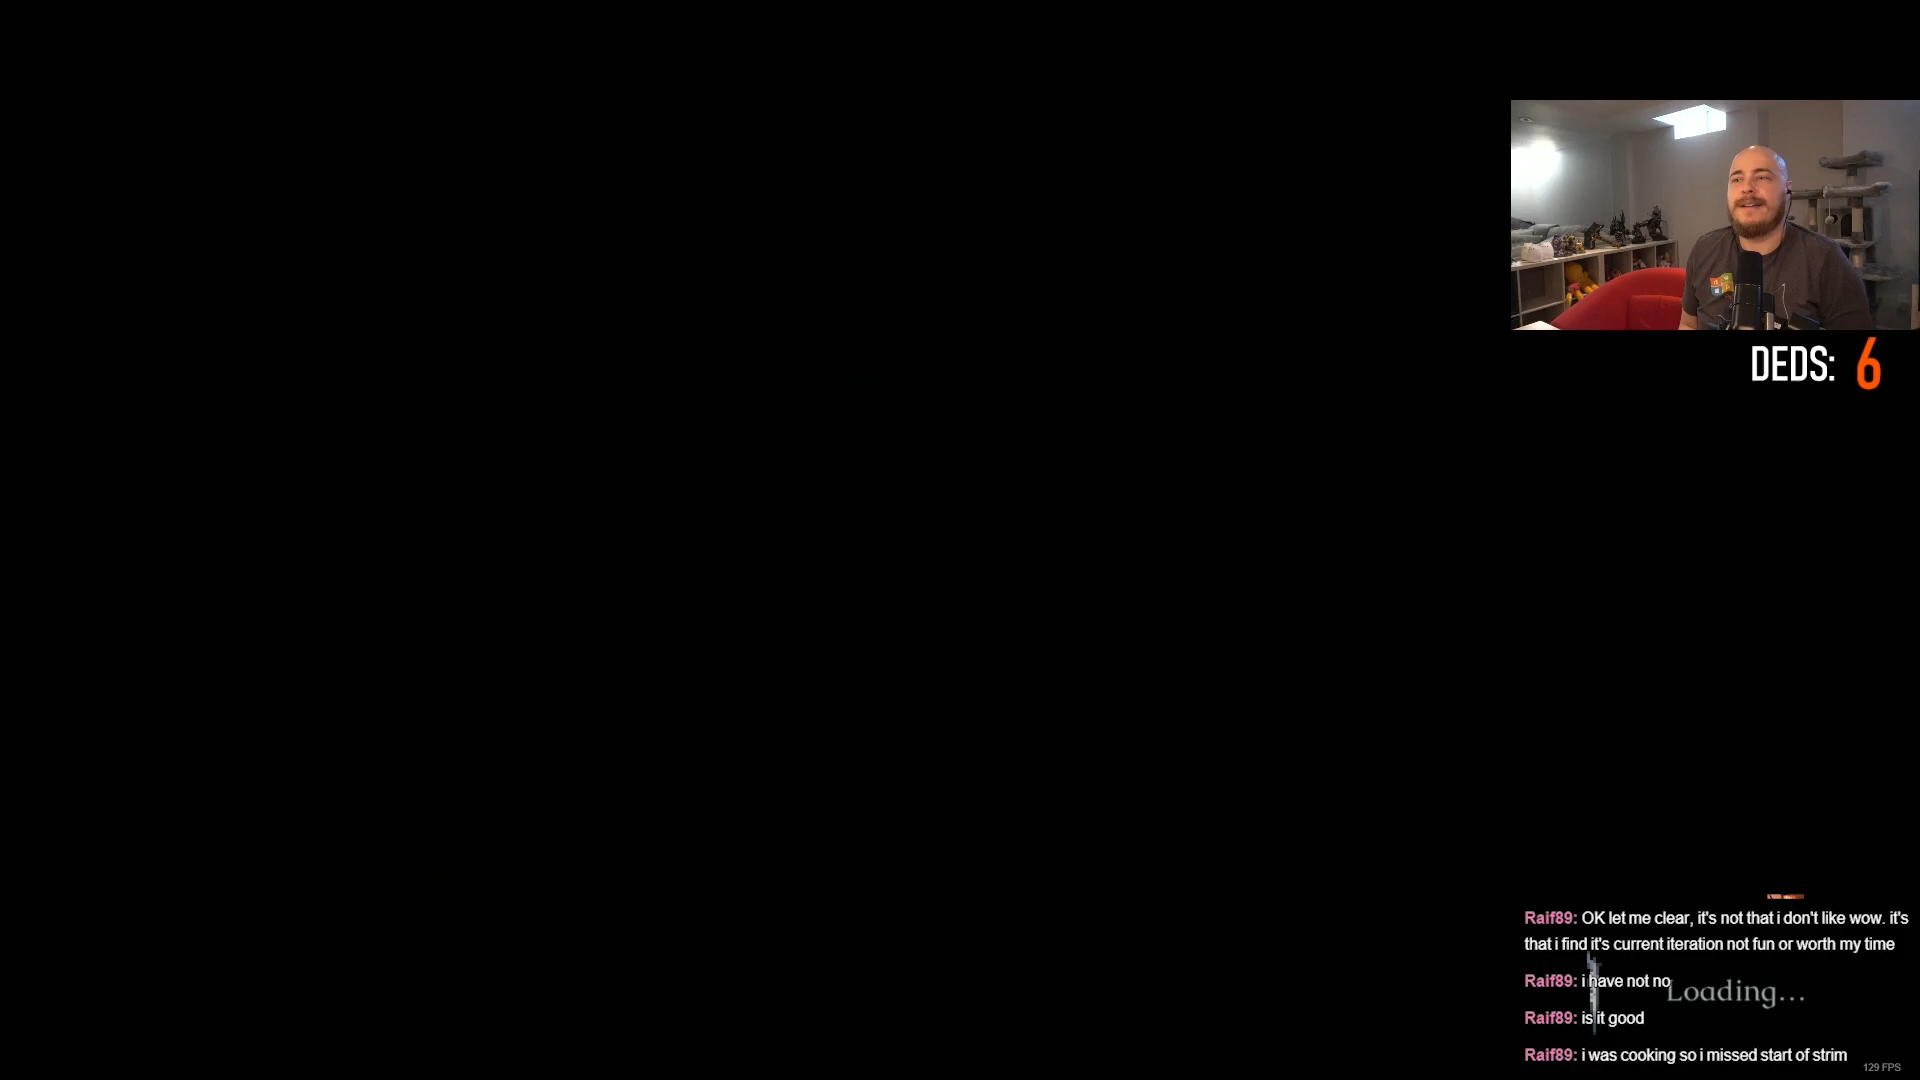 DEDS: 6
Raif89: OK let me clear, it's not that i don't like wow. it's
that i find it's current iteration not fun or worth my time
Raif89: i have not no
Loading...
Raif89: is it good
Raif89: i was cooking so i missed start of strim
129 FPS